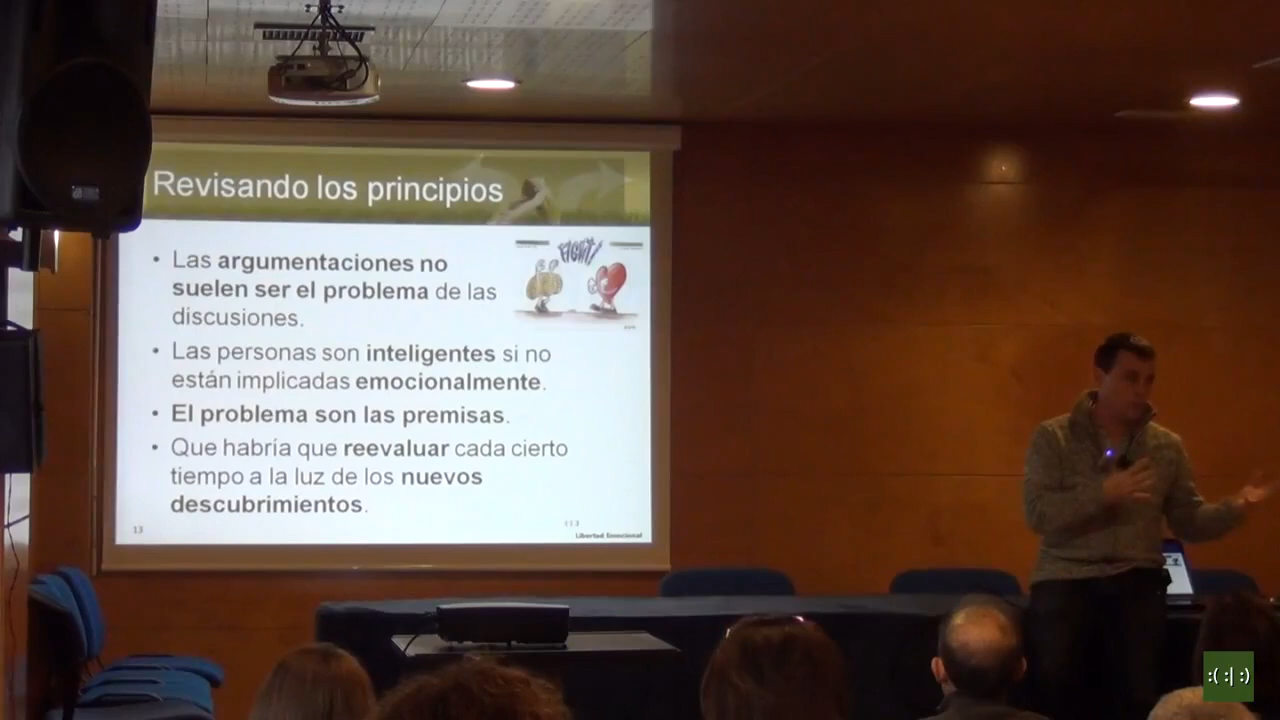 Revisando los principios
• Las argumentaciones no
suelen ser el problema de las
discusiones.
FIGHT!
• Las personas son inteligentes si no
están implicadas emocionalmente.
• El problema son las premisas.
• Que habría que reevaluar cada cierto
tiempo a la luz de los nuevos
descubrimientos.
13
113
Libertad Emocional
:( :| :)